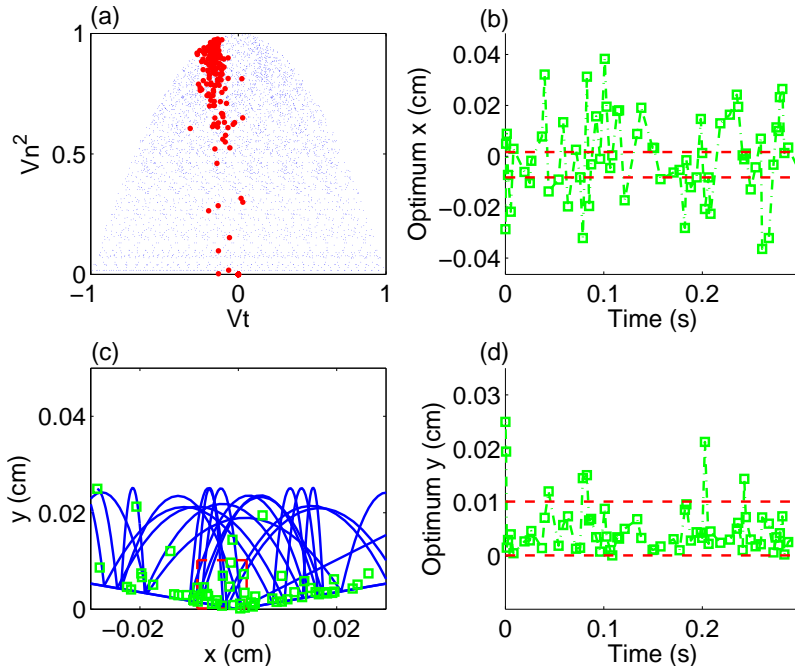 (a)
1
0.5
0
Vn²
−1
0
1
Vt
(b)
0.04
0.02
0
−0.02
−0.04
Optimum x (cm)
0
0.1
0.2
Time (s)
(c)
0.04
0.02
0
y (cm)
−0.02
0
0.02
x (cm)
(d)
0.03
0.02
0.01
0
Optimum y (cm)
0
0.1
0.2
Time (s)